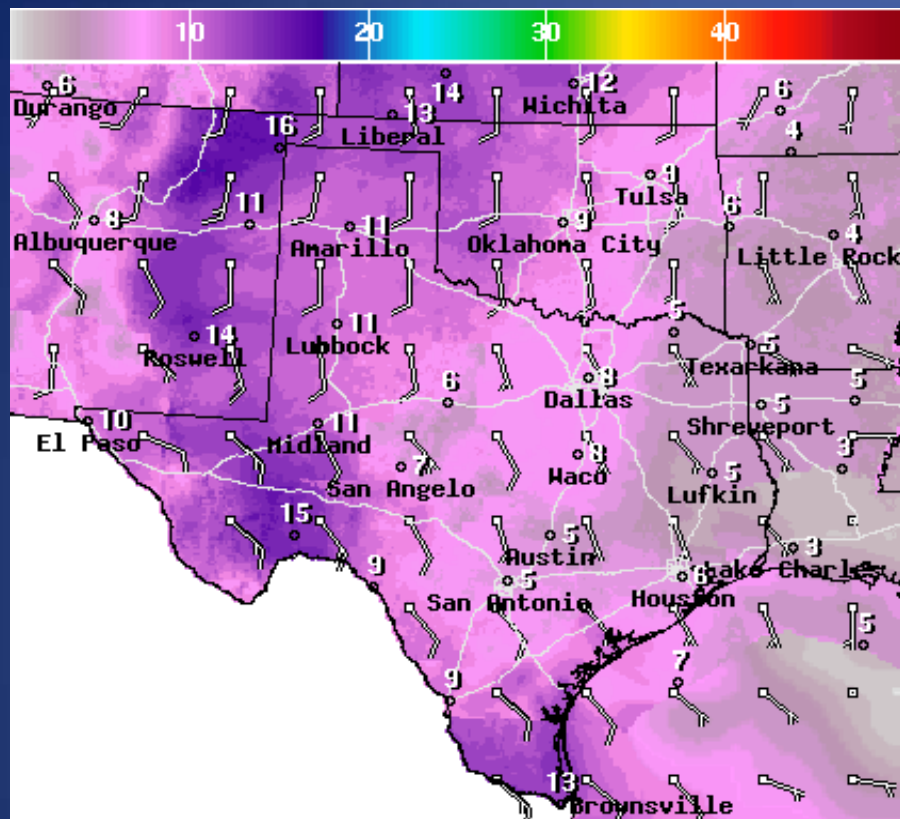 10 20 30 40
6 14 12 6
Durango 13 Wichita
16 Liberal 4
9
Tulsa
8 11 11 9 6 4
Albuquerque Amarillo Oklahoma City Little Rock
14 11 5 5
Roswell Lubbock Texarkana
6 8 5
Dallas
10 11 5
El Paso Midland Shreveport
7 8 5 3
San Angelo Waco Lufkin
15 5 3
Austin Lake Charles
9 5 6
San Antonio Houston
5
9 7
13
Brownsville